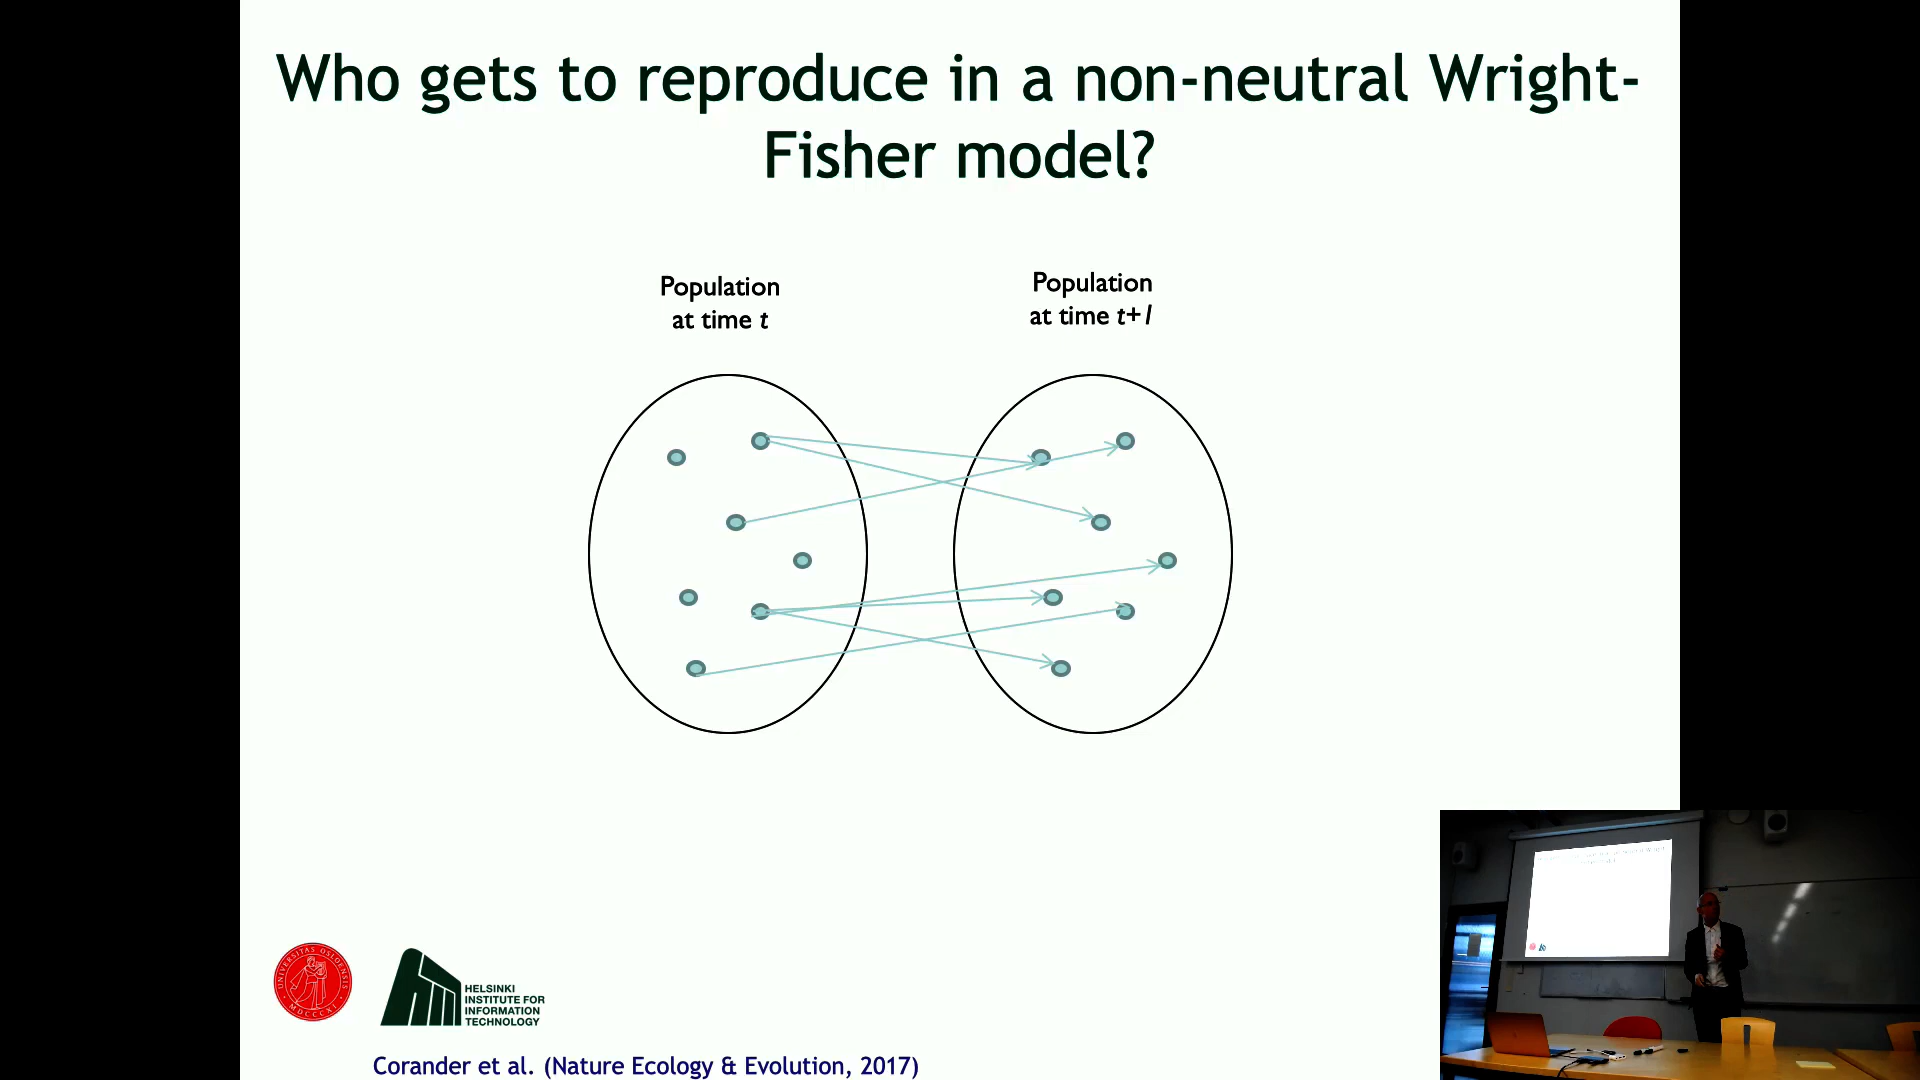 Who gets to reproduce in a non-neutral Wright-
Fisher model?
Population
at time t
Population
at time t+1
UNIVERSITAS OSLOENSIS
MDCCCXI
HELSINKI
INSTITUTE FOR
INFORMATION
TECHNOLOGY
Corander et al. (Nature Ecology & Evolution, 2017)